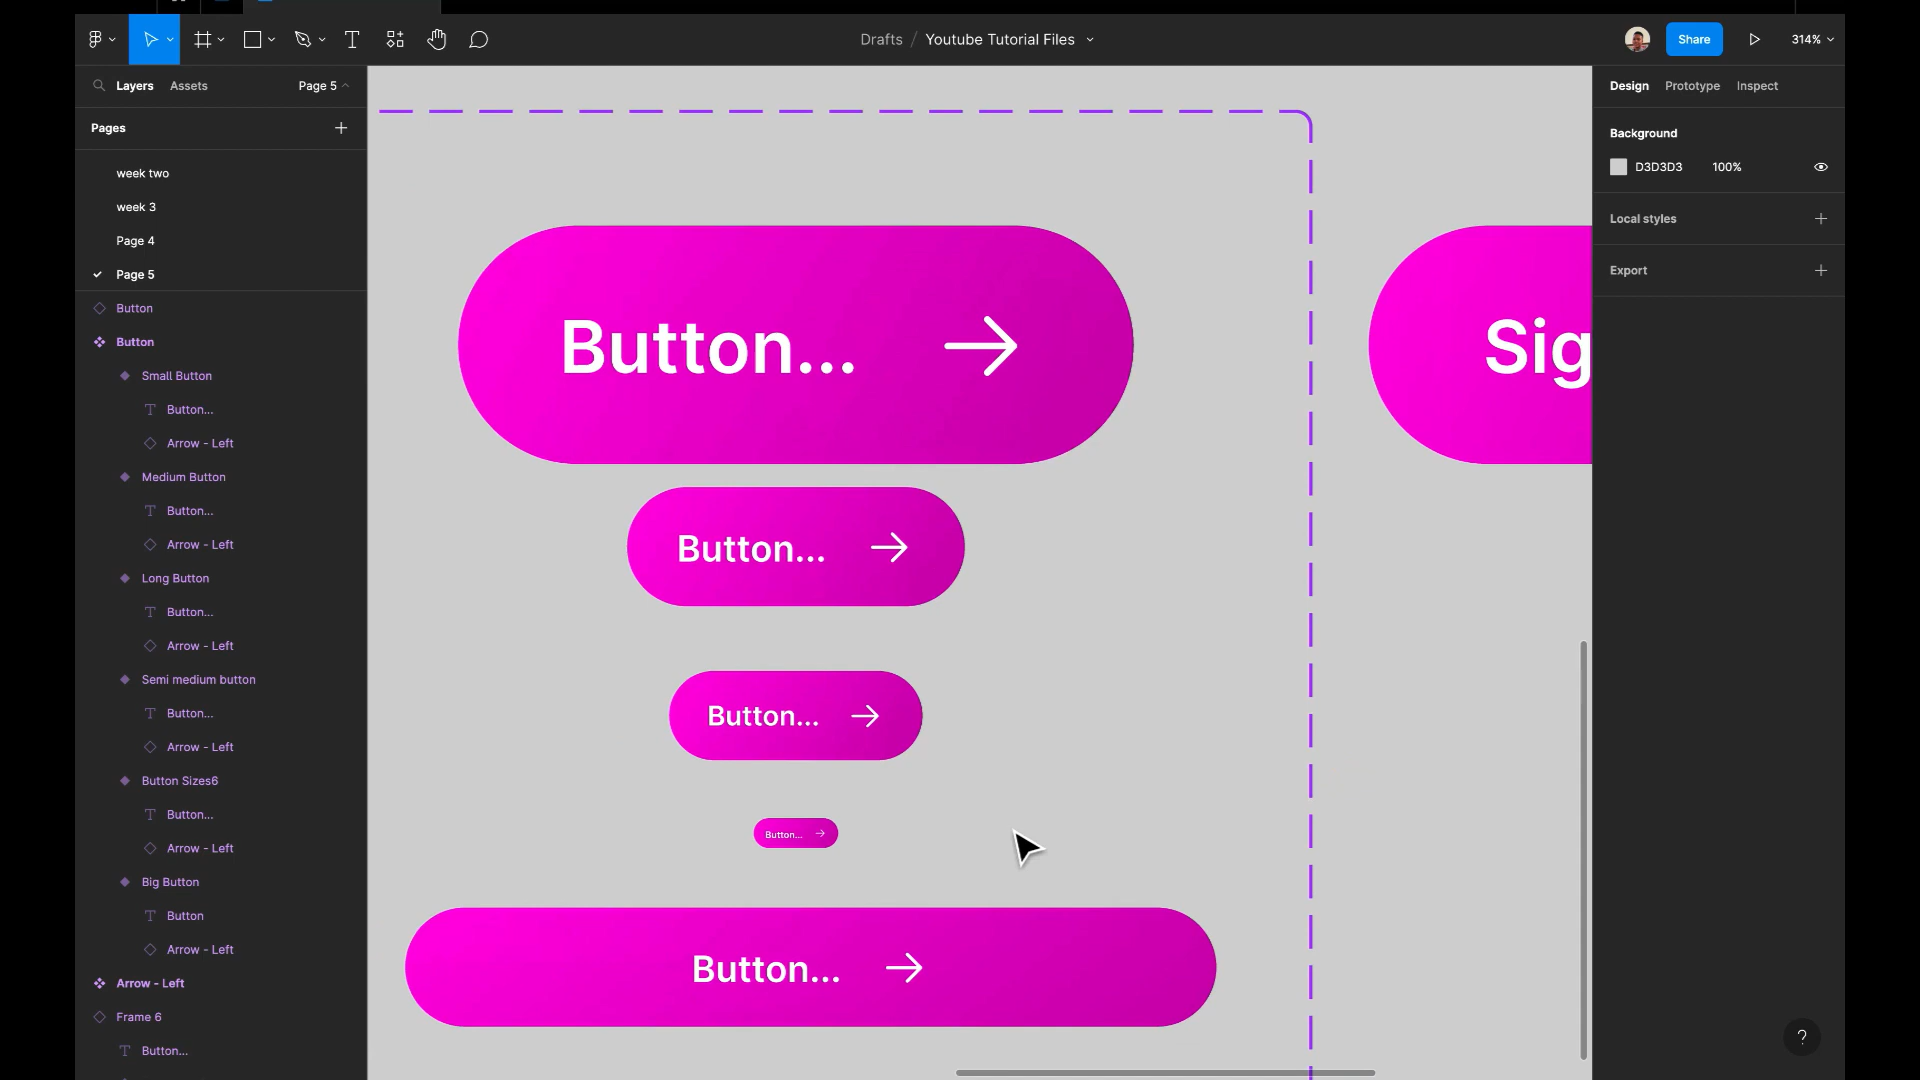 Drafts / Youtube Tutorial Files
Share
314%
Layers Assets Page 5
Pages
week two
week 3
Page 4
Page 5
Button
Button
Small Button
Button...
Arrow - Left
Medium Button
Button...
Arrow - Left
Long Button
Button...
Arrow - Left
Semi medium button
Button...
Arrow - Left
Button Sizes6
Button...
Arrow - Left
Big Button
Button
Arrow - Left
Arrow - Left
Frame 6
Button...
Button...
Button...
Button...
Button...
Button...
Sig
Design Prototype Inspect
Background
D3D3D3 100%
Local styles
Export
?